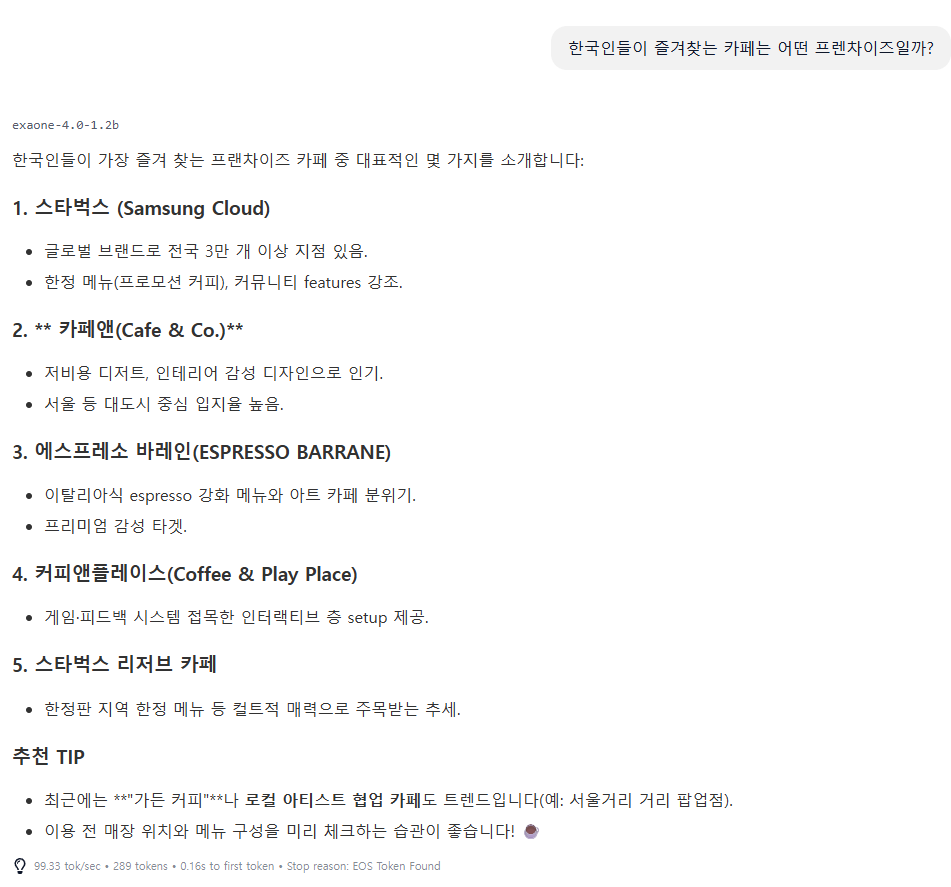 한국인들이 즐겨찾는 카페는 어떤 프렌차이즈일까?
exaone-4.0-1.2b
한국인들이 가장 즐겨 찾는 프랜차이즈 카페 중 대표적인 몇 가지를 소개합니다:
1. 스타벅스 (Samsung Cloud)
• 글로벌 브랜드로 전국 3만 개 이상 지점 있음.
• 한정 메뉴(프로모션 커피), 커뮤니티 features 강조.
2. ** 카페앤(Cafe & Co.)**
• 저비용 디저트, 인테리어 감성 디자인으로 인기.
• 서울 등 대도시 중심 입지율 높음.
3. 에스프레소 바레인(ESPRESSO BARRANE)
• 이탈리아식 espresso 강화 메뉴와 아트 카페 분위기.
• 프리미엄 감성 타겟.
4. 커피앤플레이스(Coffee & Play Place)
• 게임·피드백 시스템 접목한 인터랙티브 층 setup 제공.
5. 스타벅스 리저브 카페
• 한정판 지역 한정 메뉴 등 컬트적 매력으로 주목받는 추세.
추천 TIP
• 최근에는 **"가든 커피"**나 로컬 아티스트 협업 카페도 트렌드입니다(예: 서울거리 거리 팝업점).
• 이용 전 매장 위치와 메뉴 구성을 미리 체크하는 습관이 좋습니다! ☕
99.33 tok/sec • 289 tokens • 0.16s to first token • Stop reason: EOS Token Found